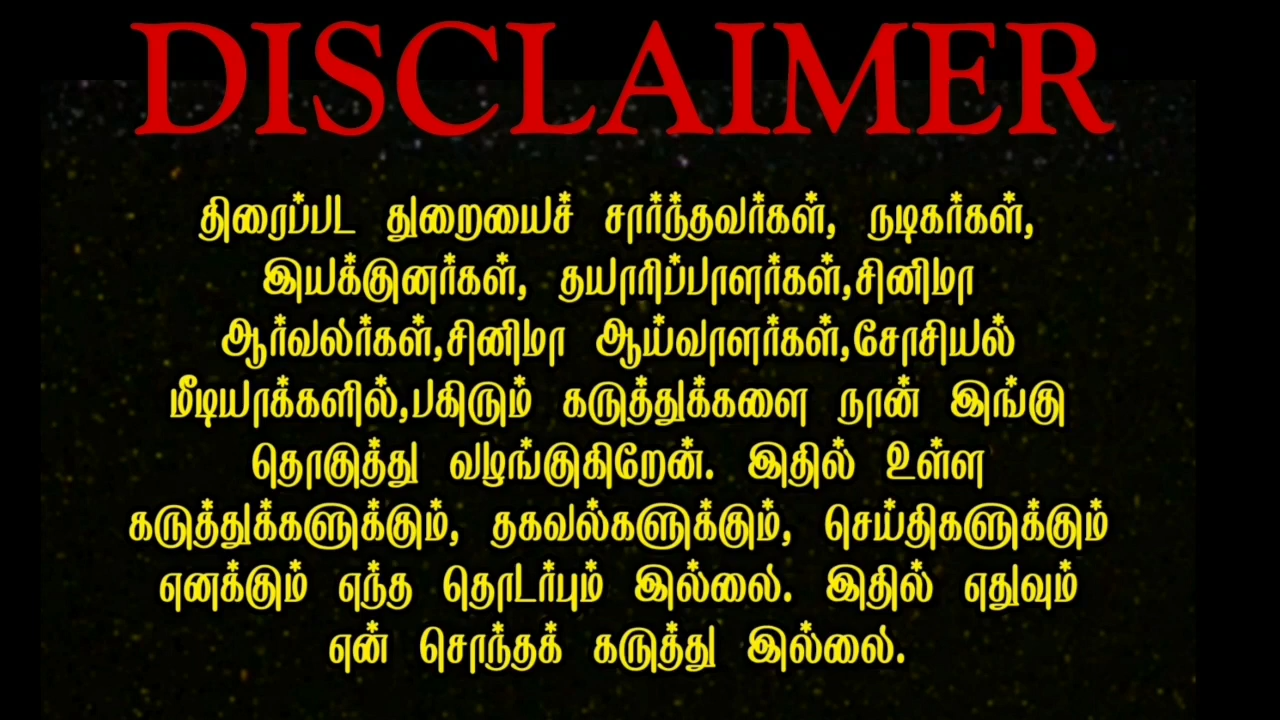 DISCLAIMER
திரைப்பட துறையைச் சார்ந்தவர்கள், நடிகர்கள்,
இயக்குனர்கள், தயாரிப்பாளர்கள்,சினிமா
ஆர்வலர்கள்,சினிமா ஆய்வாளர்கள்,சோசியல்
மீடியாக்களில்,பகிரும் கருத்துக்களை நான் இங்கு
தொகுத்து வழங்குகிறேன். இதில் உள்ள
கருத்துக்களுக்கும், தகவல்களுக்கும், செய்திகளுக்கும்
எனக்கும் எந்த தொடர்பும் இல்லை. இதில் எதுவும்
என் சொந்தக் கருத்து இல்லை.